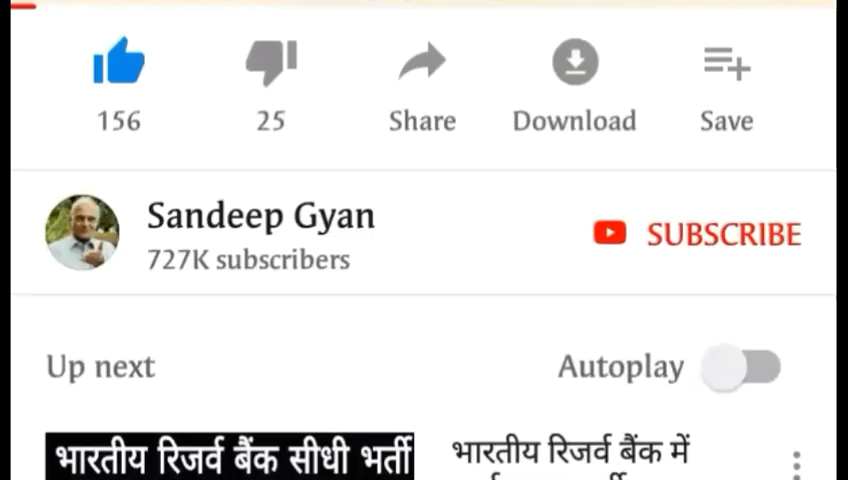 156 25 Share Download Save
Sandeep Gyan
727K subscribers
SUBSCRIBE
Up next Autoplay
भारतीय रिजर्व बैंक सीधी भर्ती
भारतीय रिजर्व बैंक में